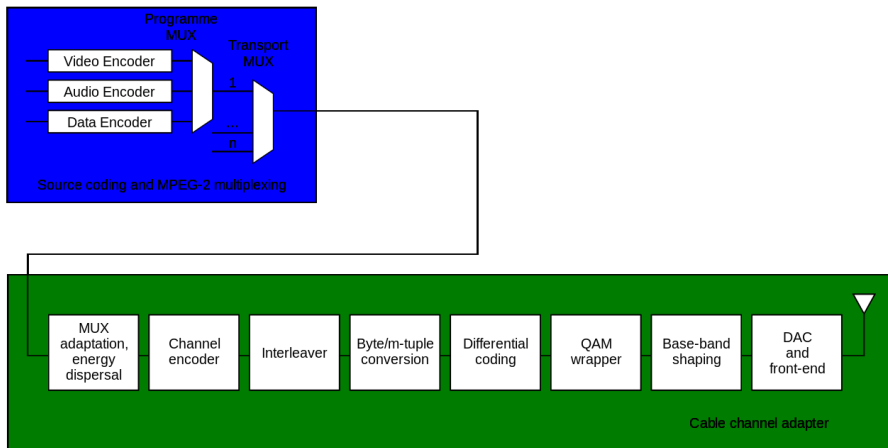 Programme
MUX
Transport
MUX
Video Encoder
Audio Encoder
Data Encoder
1
...
n
Source coding and MPEG-2 multiplexing
MUX
adaptation,
energy
dispersal
Channel
encoder
Interleaver
Byte/m-tuple
conversion
Differential
coding
QAM
wrapper
Base-band
shaping
DAC
and
front-end
Cable channel adapter